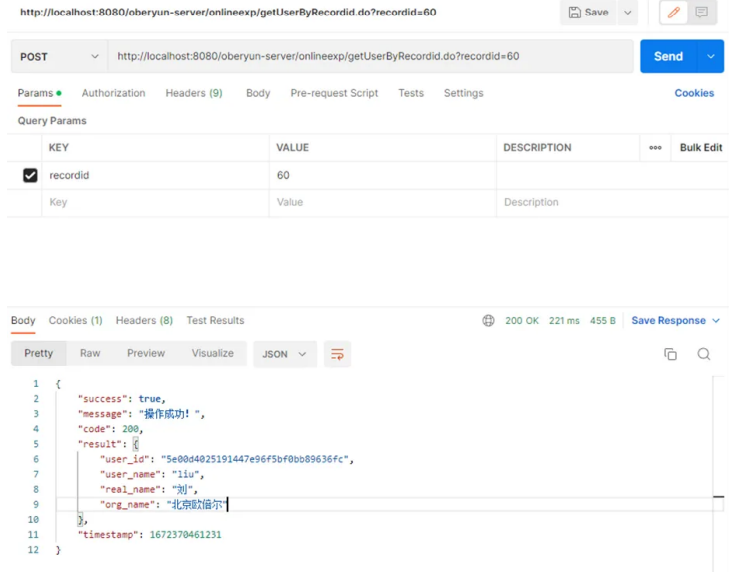 http://localhost:8080/oberyun-server/onlineexp/getUserByRecordid.do?recordid=60 Save
POST http://localhost:8080/oberyun-server/onlineexp/getUserByRecordid.do?recordid=60 Send
Params Authorization Headers (9) Body Pre-request Script Tests Settings Cookies
Query Params
KEY VALUE DESCRIPTION Bulk Edit
recordid 60
Key Value Description
Body Cookies (1) Headers (8) Test Results 200 OK 221 ms 455 B Save Response
Pretty Raw Preview Visualize JSON
1 {
2 "success": true,
3 "message": "操作成功！",
4 "code": 200,
5 "result": {
6 "user_id": "5e00d4025191447e96f5bf0bb89636fc",
7 "user_name": "liu",
8 "real_name": "刘",
9 "org_name": "北京欧倍尔"
10 },
11 "timestamp": 1672370461231
12 }